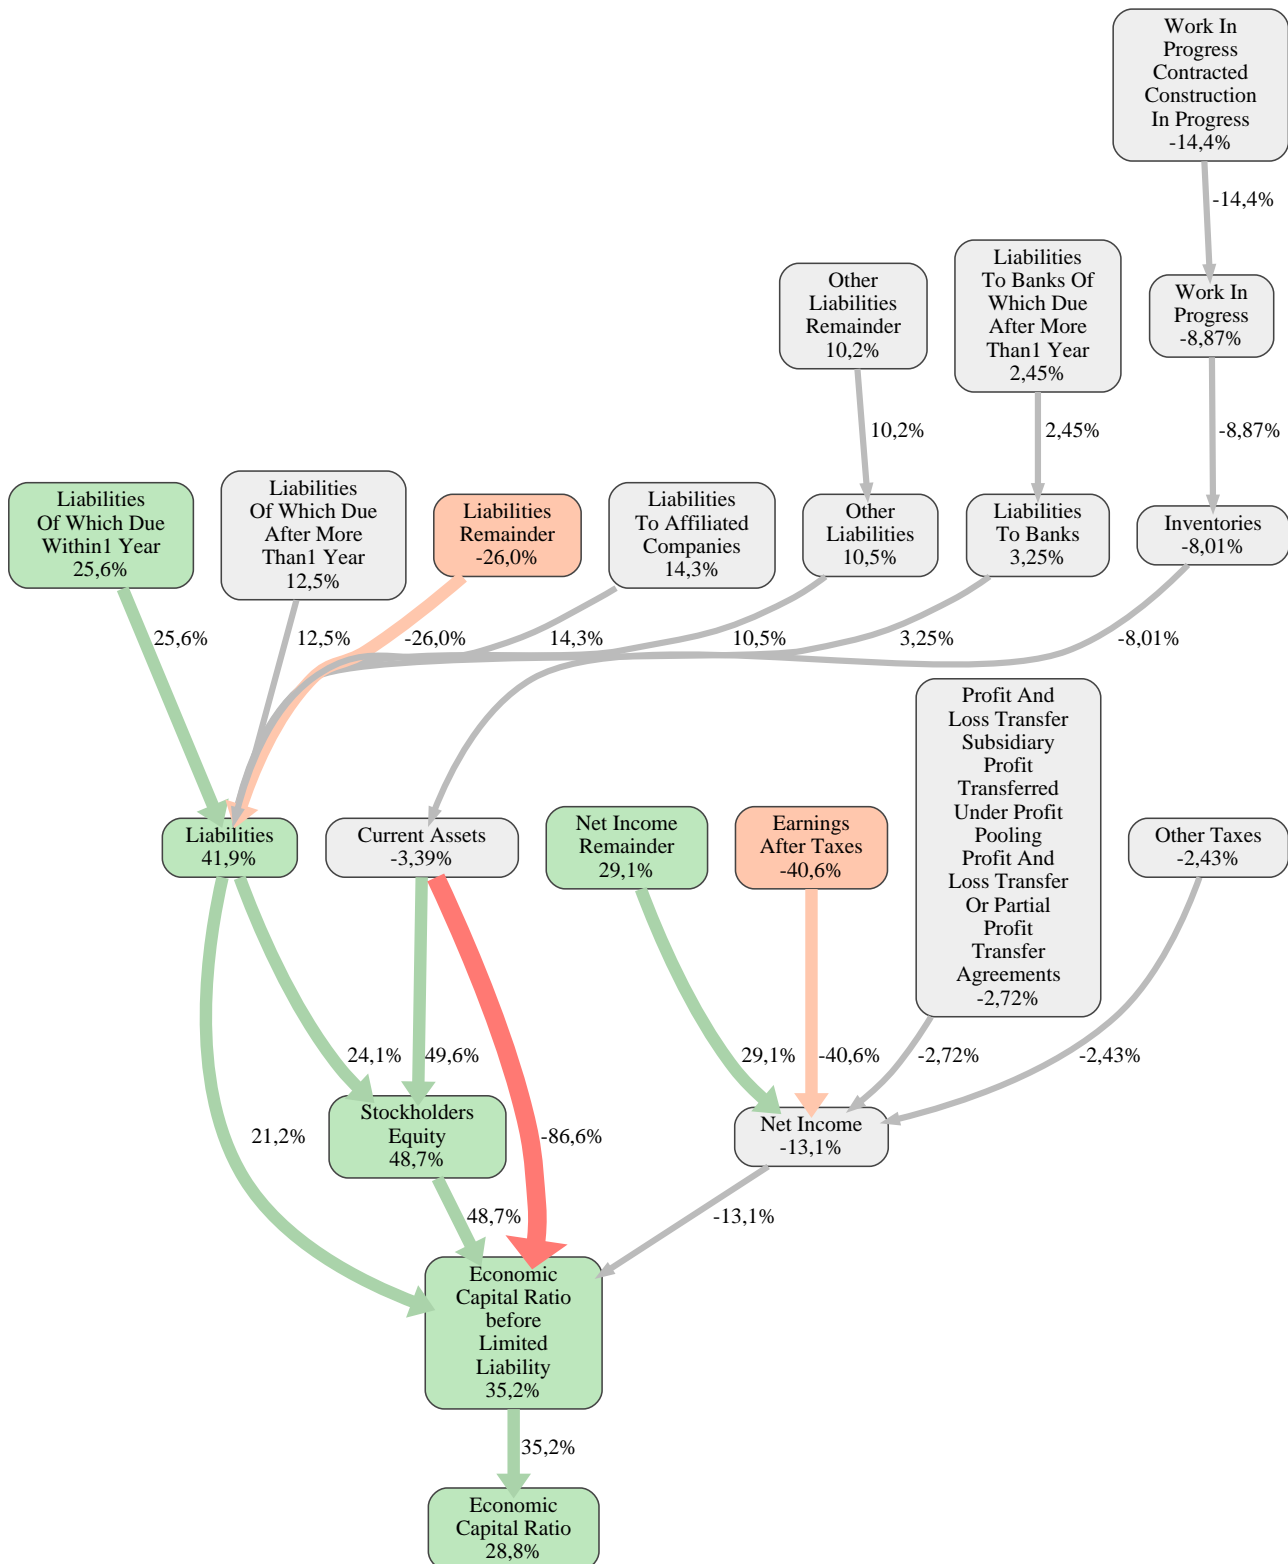 Work In
Progress
Contracted
Construction
In Progress
-14,4%
-14,4%
Other
Liabilities
Remainder
10,2%
Liabilities
To Banks Of
Which Due
After More
Than1 Year
2,45%
Work In
Progress
-8,87%
10,2%
2,45%
-8,87%
Liabilities
Of Which Due
Within1 Year
25,6%
Liabilities
Of Which Due
After More
Than1 Year
12,5%
Liabilities
Remainder
-26,0%
Liabilities
To Affiliated
Companies
14,3%
Other
Liabilities
10,5%
Liabilities
To Banks
3,25%
Inventories
-8,01%
25,6%
12,5%
-26,0%
14,3%
10,5%
3,25%
-8,01%
Liabilities
41,9%
Current Assets
-3,39%
Net Income
Remainder
29,1%
Earnings
After Taxes
-40,6%
Profit And
Loss Transfer
Subsidiary
Profit
Transferred
Under Profit
Pooling
Profit And
Loss Transfer
Or Partial
Profit
Transfer
Agreements
-2,72%
Other Taxes
-2,43%
24,1%
49,6%
29,1%
-40,6%
-2,72%
-2,43%
Stockholders
Equity
48,7%
Net Income
-13,1%
21,2%
-86,6%
48,7%
-13,1%
Economic
Capital Ratio
before
Limited
Liability
35,2%
35,2%
Economic
Capital Ratio
28,8%